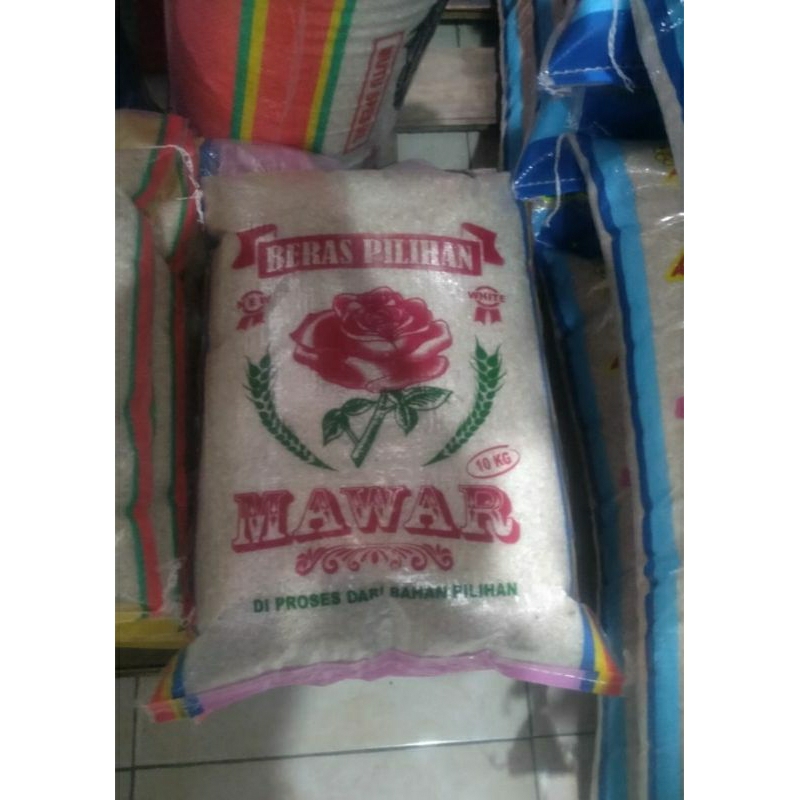 BERAS PILIHAN
WHITE
10 KG
MAWAR
DI PROSES DARI BAHAN PILIHAN